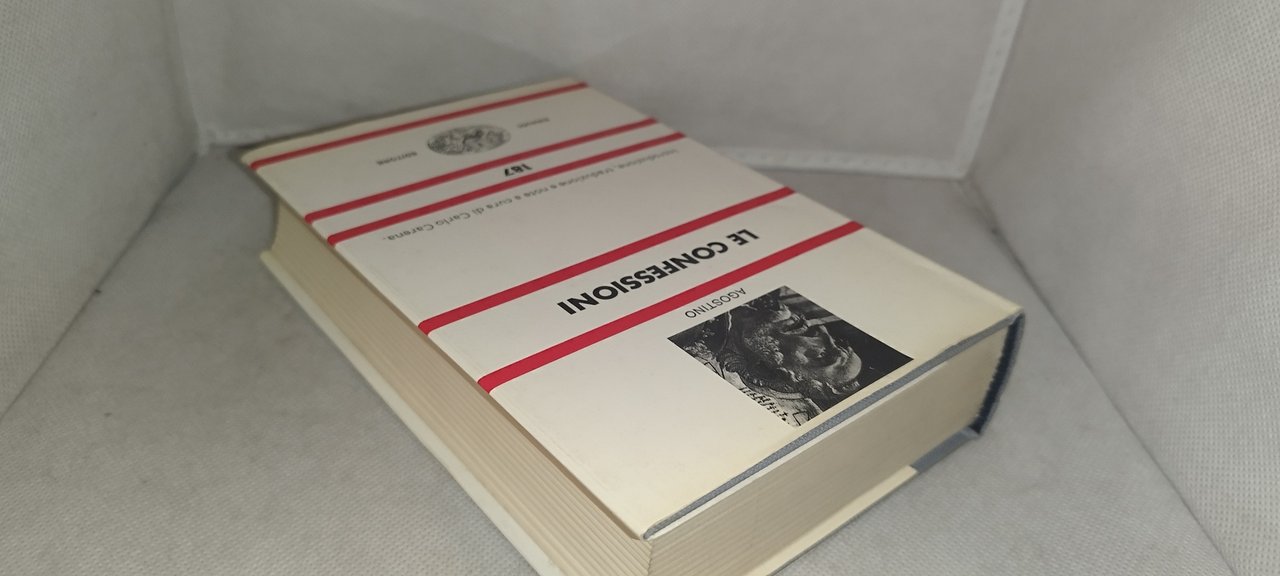 AGOSTINO
LE CONFESSIONI
Introduzione, traduzione e note a cura di Carlo Carena.
187
EINAUDI EDITORE